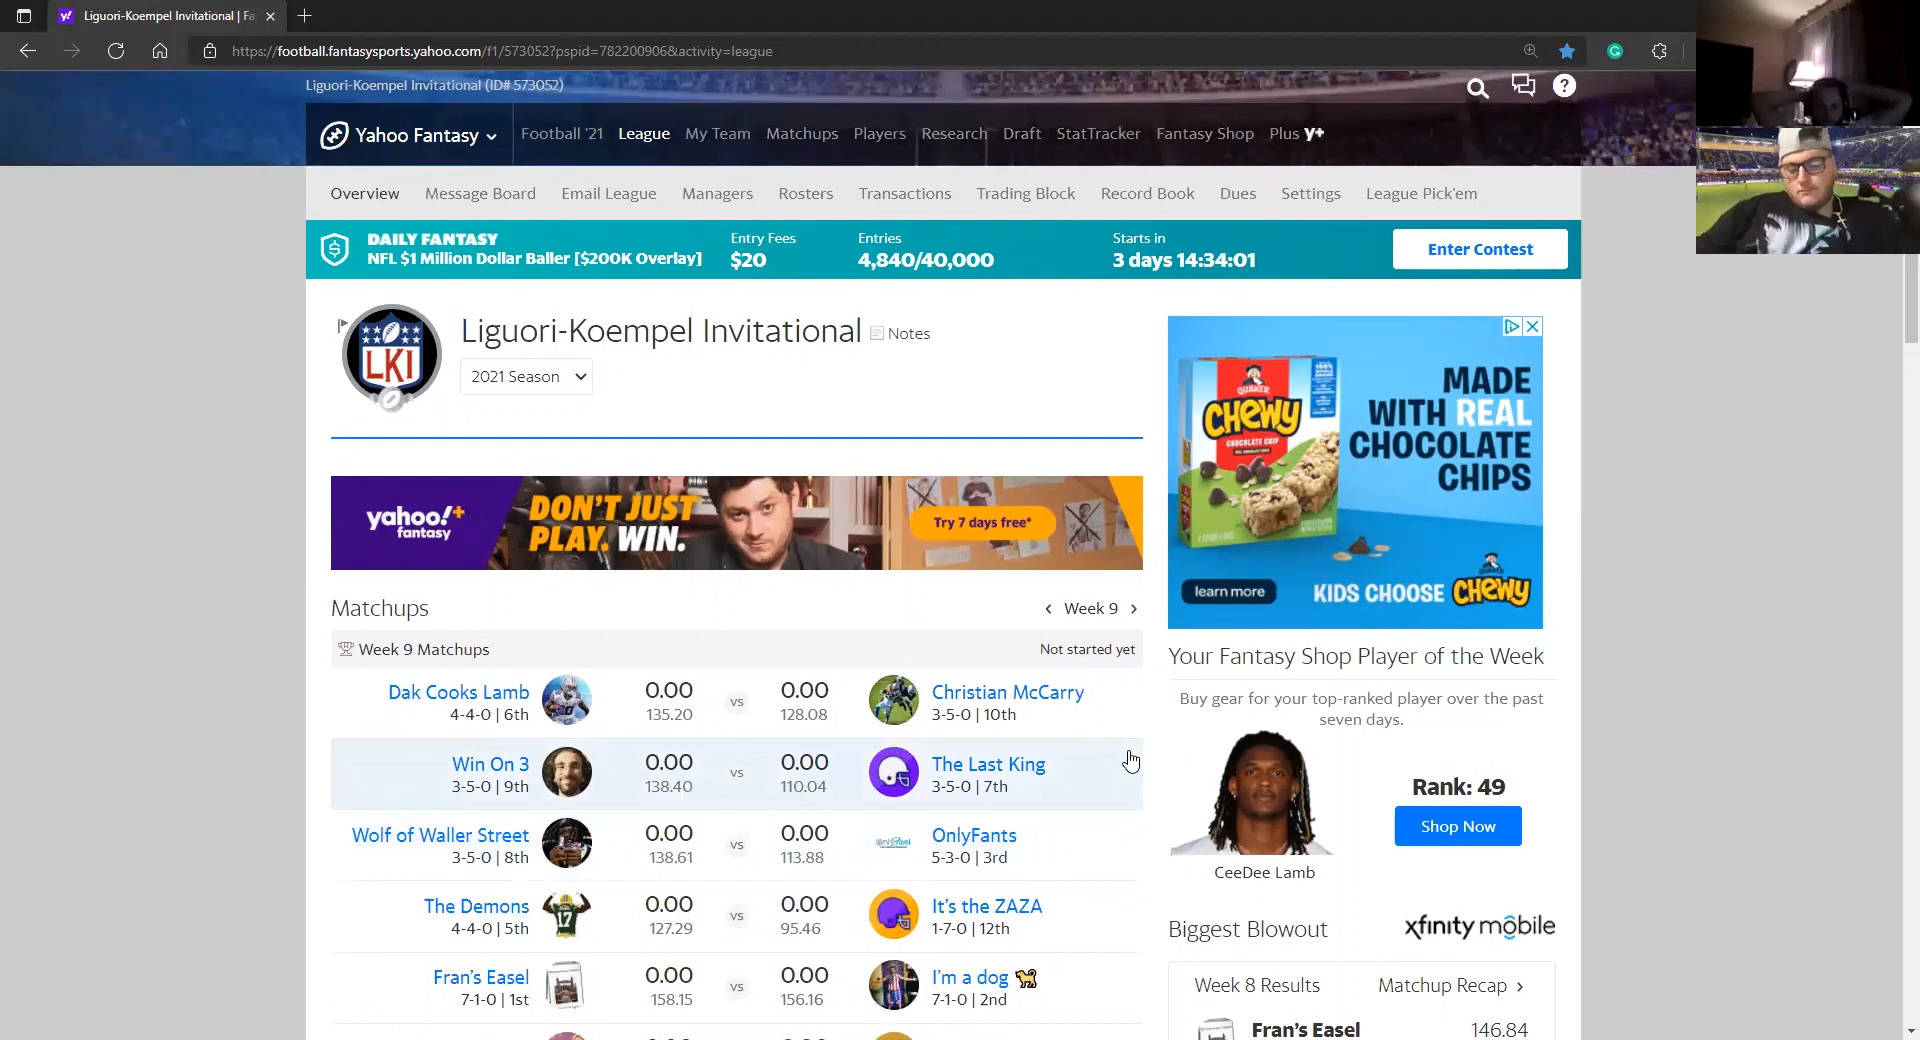 Liguori-Koempel Invitational | Fa
https://football.fantasysports.yahoo.com/f1/573052?pspid=782200906&activity=league
Liguori-Koempel Invitational (ID# 573052)
Yahoo Fantasy Football '21 League My Team Matchups Players Research Draft StatTracker Fantasy Shop Plus y+
Overview Message Board Email League Managers Rosters Transactions Trading Block Record Book Dues Settings League Pick'em
DAILY FANTASY
NFL $1 Million Dollar Baller [$200K Overlay]
Entry Fees
$20
Entries
4,840/40,000
Starts in
3 days 14:34:01
Enter Contest
LKI
Liguori-Koempel Invitational
Notes
2021 Season
yahoo!+
fantasy
DON'T JUST
PLAY. WIN.
Try 7 days free*
Matchups
Week 9
Week 9 Matchups
Not started yet
Dak Cooks Lamb 0.00 vs 0.00 Christian McCarry
4-4-0 | 6th 135.20 128.08 3-5-0 | 10th
Win On 3 0.00 vs 0.00 The Last King
3-5-0 | 9th 138.40 110.04 3-5-0 | 7th
Wolf of Waller Street 0.00 vs 0.00 OnlyFants
3-5-0 | 8th 138.61 113.88 5-3-0 | 3rd
The Demons 0.00 vs 0.00 It's the ZAZA
4-4-0 | 5th 127.29 95.46 1-7-0 | 12th
Fran's Easel 0.00 vs 0.00 I'm a dog 🐕
7-1-0 | 1st 158.15 156.16 7-1-0 | 2nd
QUAKER
Chewy
CHOCOLATE CHIP
MADE
WITH REAL
CHOCOLATE
CHIPS
learn more
KIDS CHOOSE Chewy
Your Fantasy Shop Player of the Week
Buy gear for your top-ranked player over the past
seven days.
Rank: 49
Shop Now
CeeDee Lamb
Biggest Blowout
xfinity mobile
Week 8 Results
Matchup Recap
Fran's Easel 146.84